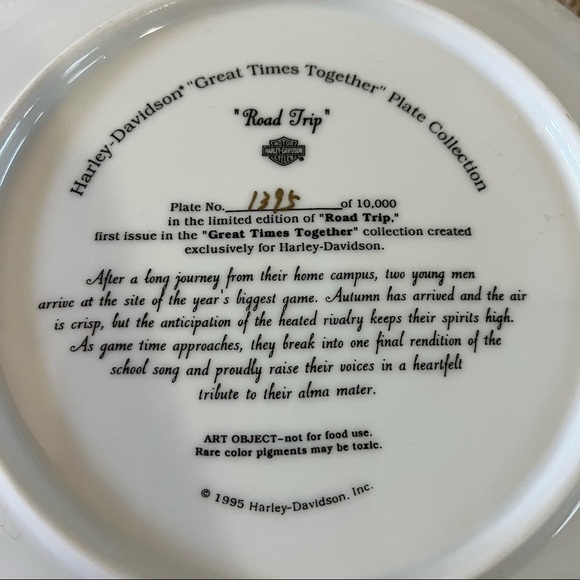 Harley-Davidson® "Great Times Together" Plate Collection
"Road Trip"
HARLEY-DAVIDSON
Plate No. 1395 of 10,000
in the limited edition of "Road Trip,"
first issue in the "Great Times Together" collection created
exclusively for Harley-Davidson.
After a long journey from their home campus, two young men
arrive at the site of the year's biggest game. Autumn has arrived and the air
is crisp, but the anticipation of the heated rivalry keeps their spirits high.
As game time approaches, they break into one final rendition of the
school song and proudly raise their voices in a heartfelt
tribute to their alma mater.
ART OBJECT–not for food use.
Rare color pigments may be toxic.
© 1995 Harley-Davidson, Inc.